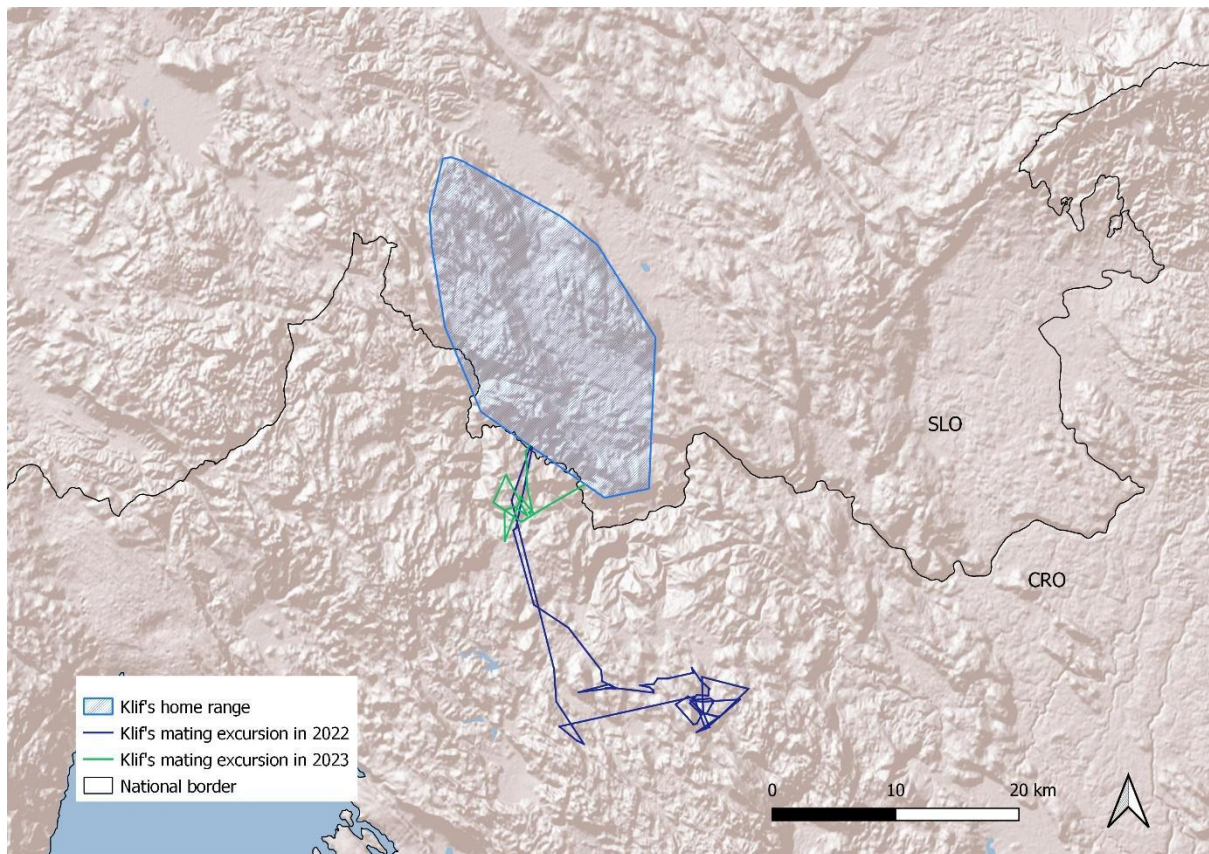 SLO
CRO
Klif's home range
Klif's mating excursion in 2022
Klif's mating excursion in 2023
National border
0 10 20 km